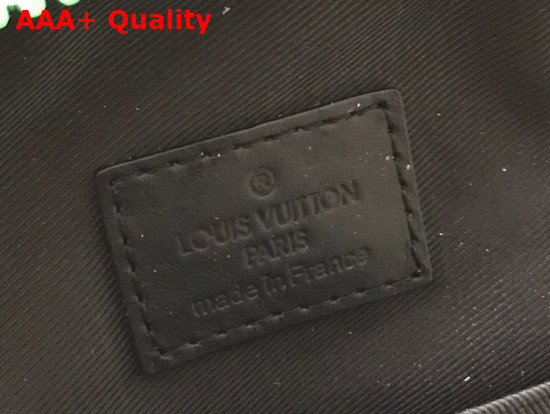 AAA+ Quality
®
LOUIS VUITTON
PARIS
made in France